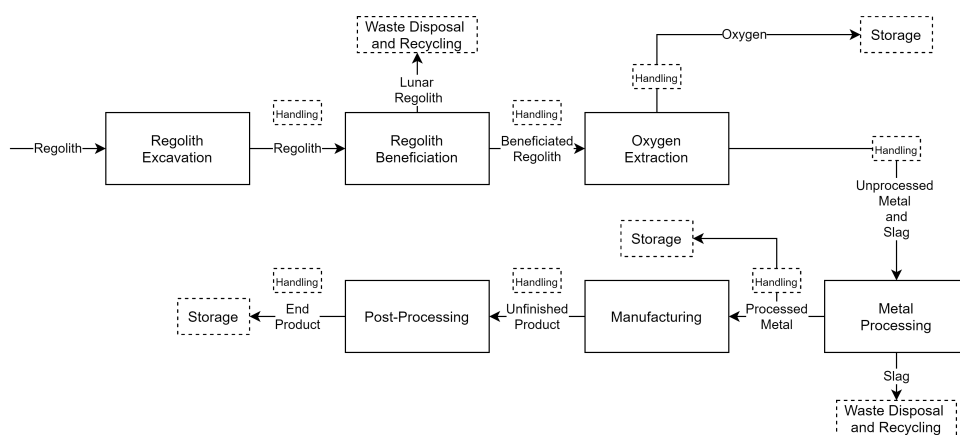 Waste Disposal
and Recycling
Oxygen
Storage
Handling
Lunar
Regolith
Handling
Handling
Regolith
Regolith
Excavation
Regolith
Regolith
Beneficiation
Beneficiated
Regolith
Oxygen
Extraction
Handling
Unprocessed
Metal
and
Slag
Storage
Handling
Handling
Handling
Storage
End
Product
Post-Processing
Unfinished
Product
Manufacturing
Processed
Metal
Metal
Processing
Slag
Waste Disposal
and Recycling